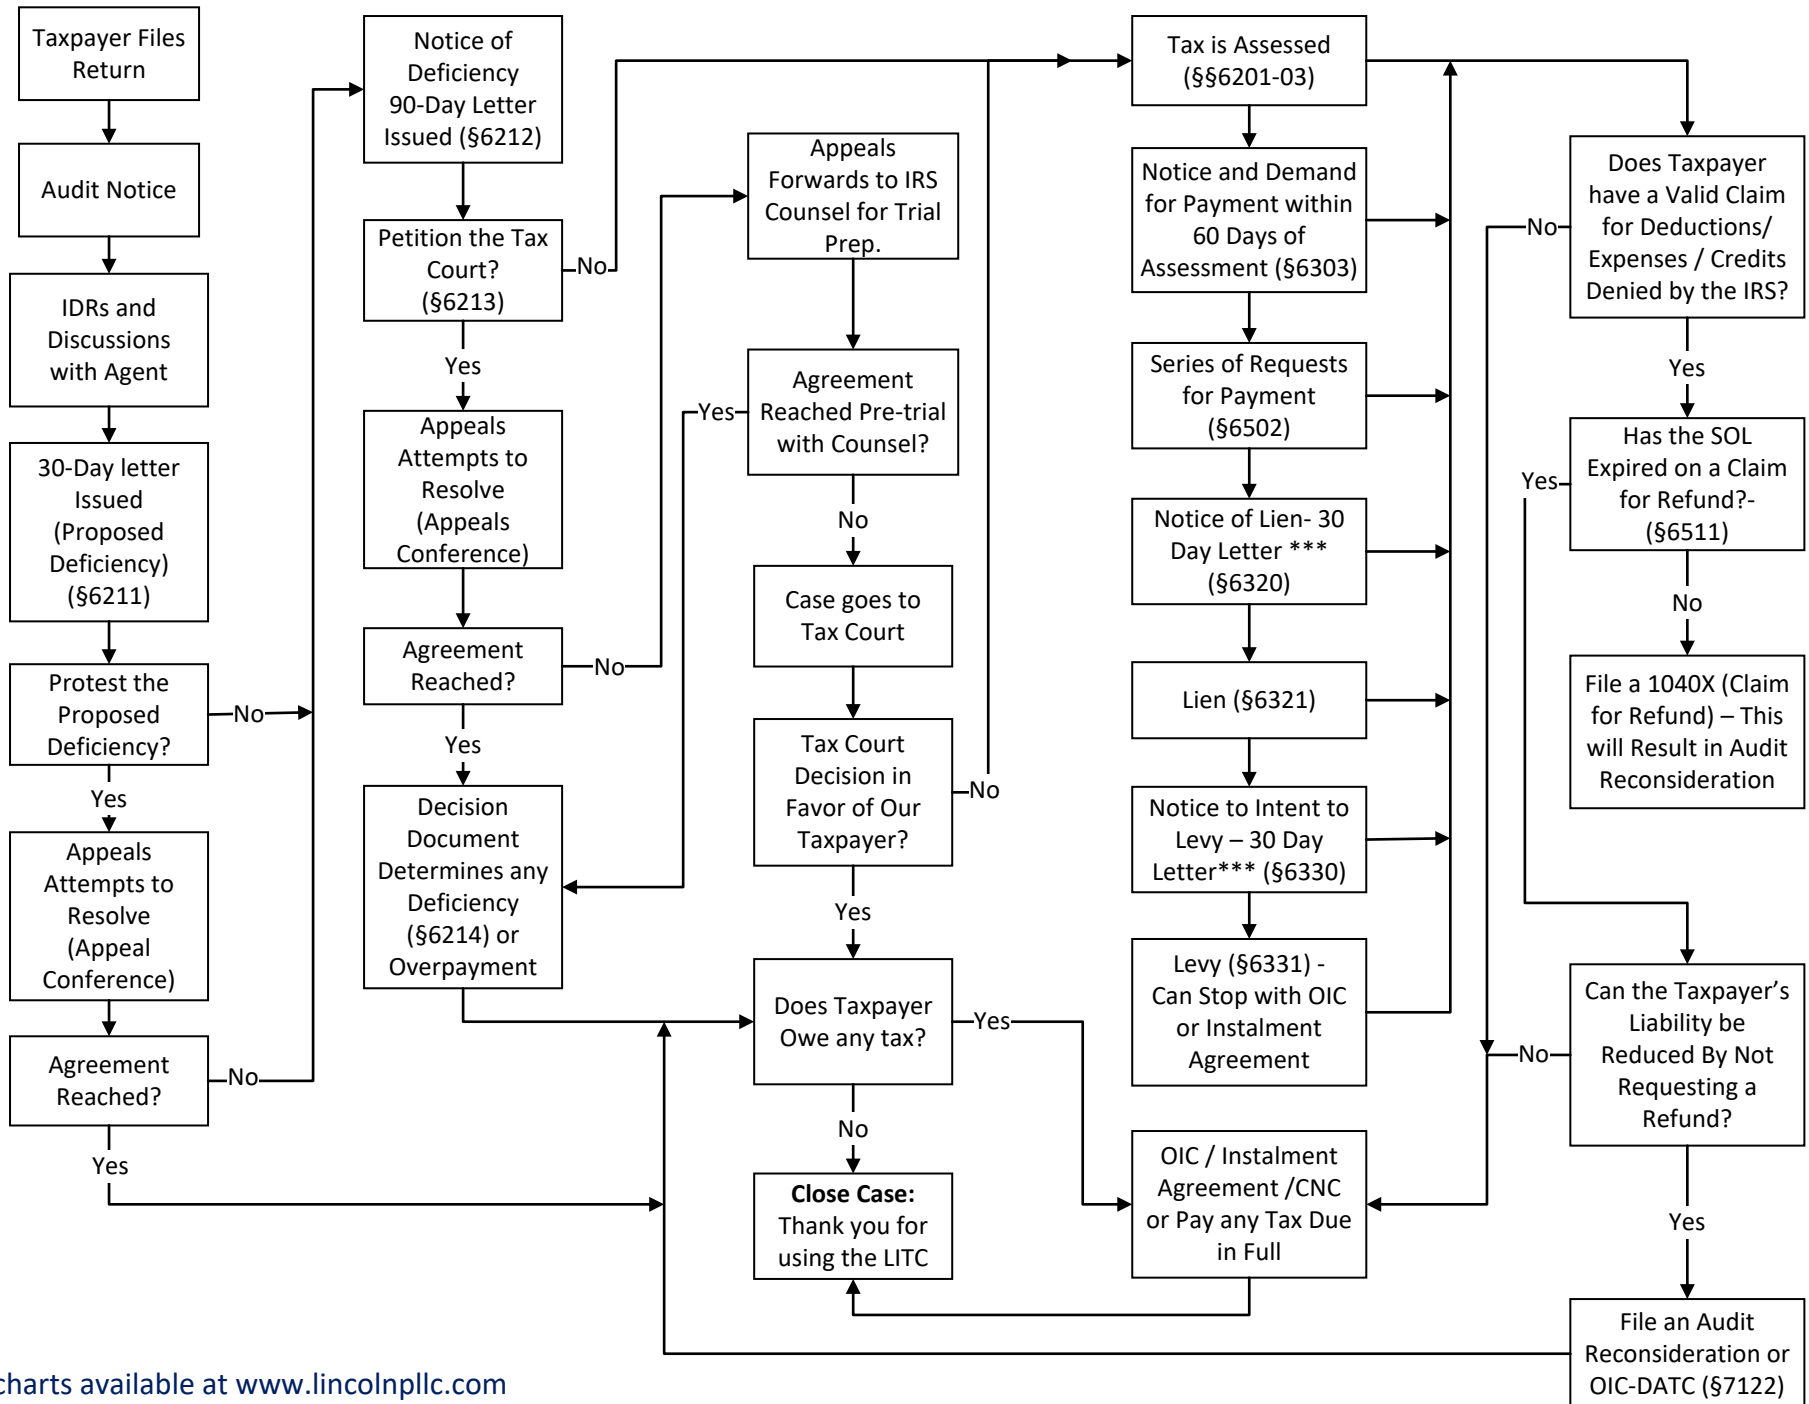 Taxpayer Files
Return
Audit Notice
IDRs and
Discussions
with Agent
30-Day letter
Issued
(Proposed
Deficiency)
(§6211)
Protest the
Proposed
Deficiency?
No
Yes
Appeals
Attempts to
Resolve
(Appeal
Conference)
Agreement
Reached?
No
Yes
Notice of
Deficiency
90-Day Letter
Issued (§6212)
Petition the Tax
Court?
(§6213)
No
Yes
Appeals
Attempts to
Resolve
(Appeals
Conference)
Agreement
Reached?
No
Yes
Decision
Document
Determines any
Deficiency
(§6214) or
Overpayment
Appeals
Forwards to IRS
Counsel for Trial
Prep.
Agreement
Reached Pre-trial
with Counsel?
Yes
No
Case goes to
Tax Court
Tax Court
Decision in
Favor of Our
Taxpayer?
No
Yes
Does Taxpayer
Owe any tax?
Yes
No
Close Case:
Thank you for
using the LITC
Tax is Assessed
(§§6201-03)
Notice and Demand
for Payment within
60 Days of
Assessment (§6303)
Series of Requests
for Payment
(§6502)
Notice of Lien- 30
Day Letter ***
(§6320)
Lien (§6321)
Notice to Intent to
Levy – 30 Day
Letter*** (§6330)
Levy (§6331) -
Can Stop with OIC
or Instalment
Agreement
OIC / Instalment
Agreement /CNC
or Pay any Tax Due
in Full
Does Taxpayer
have a Valid Claim
for Deductions/
Expenses / Credits
Denied by the IRS?
No
Yes
Has the SOL
Expired on a Claim
for Refund?-
(§6511)
Yes
No
File a 1040X (Claim
for Refund) – This
will Result in Audit
Reconsideration
Can the Taxpayer's
Liability be
Reduced By Not
Requesting a
Refund?
No
Yes
File an Audit
Reconsideration or
OIC-DATC (§7122)
charts available at www.lincolnpllc.com